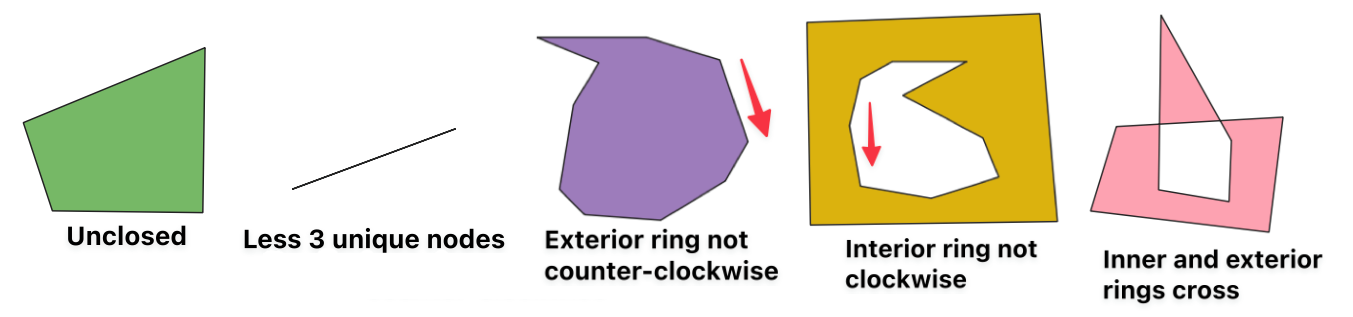 Unclosed
Less 3 unique nodes
Exterior ring not
counter-clockwise
Interior ring not
clockwise
Inner and exterior
rings cross